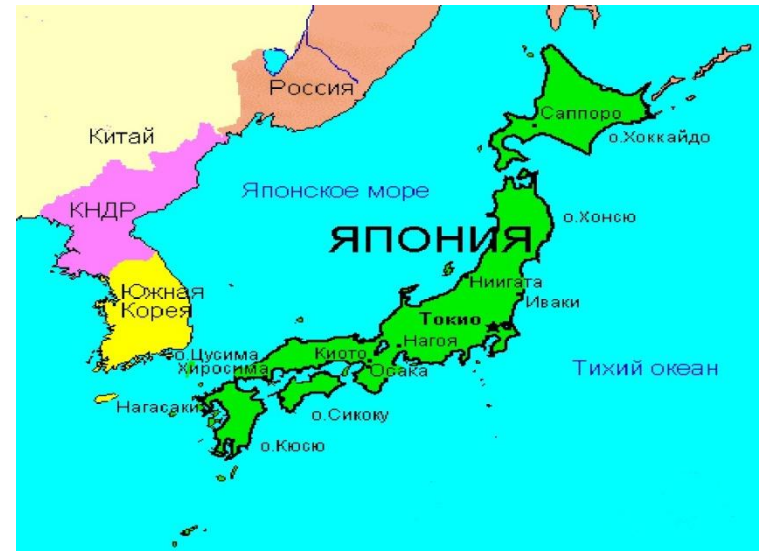 Россия
Саппоро
Китай
о.Хоккайдо
Японское море
КНДР
о.Хонсю
ЯПОНИЯ
Ниигата
Южная
Корея
Иваки
Токио
Нагоя
о.Цусима
Киото
Хиросима
Осака
Тихий океан
Нагасаки
о.Сикоку
о.Кюсю